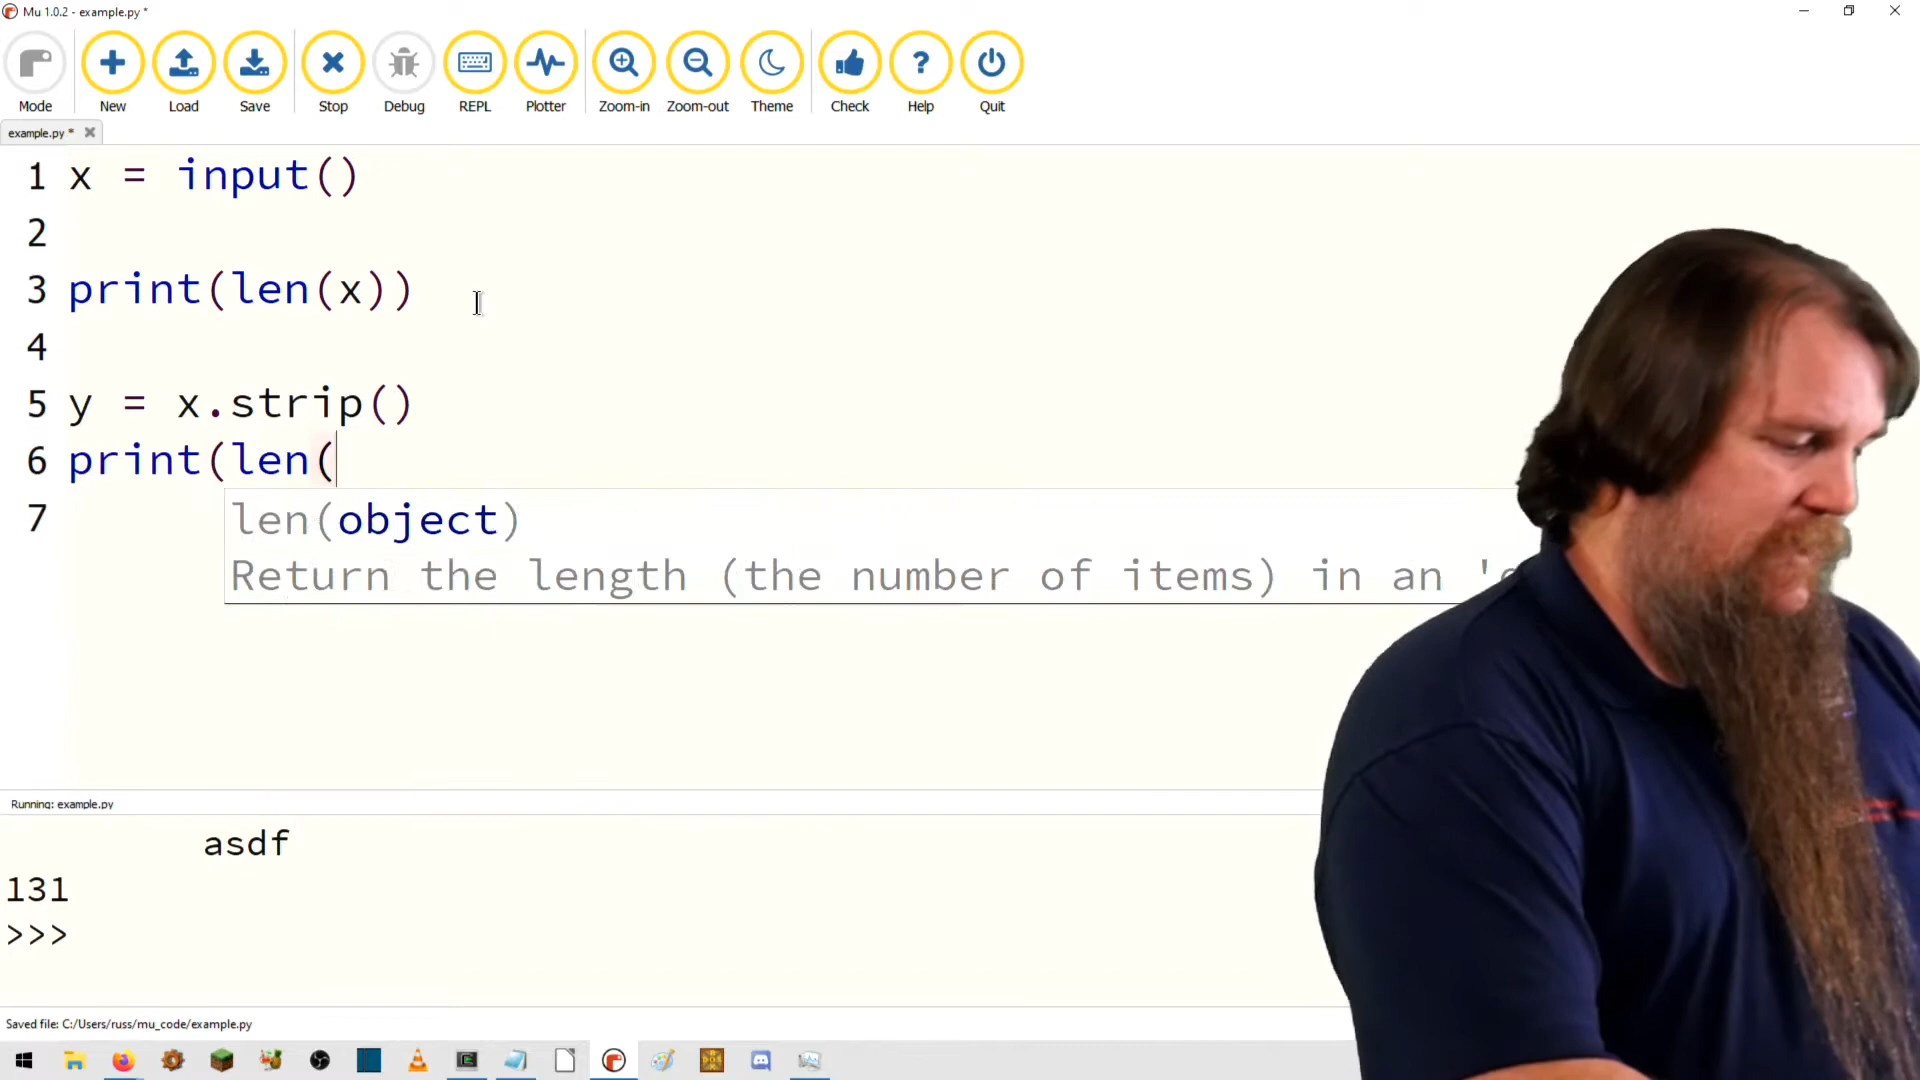 Mu 1.0.2 - example.py *
Mode New Load Save Stop Debug REPL Plotter Zoom-in Zoom-out Theme Check Help Quit
example.py *
1 x = input()
2
3 print(len(x))
4
5 y = x.strip()
6 print(len(
7
len(object)
Return the length (the number of items) in an '
Running: example.py
asdf
131
>>>
Saved file: C:/Users/russ/mu_code/example.py